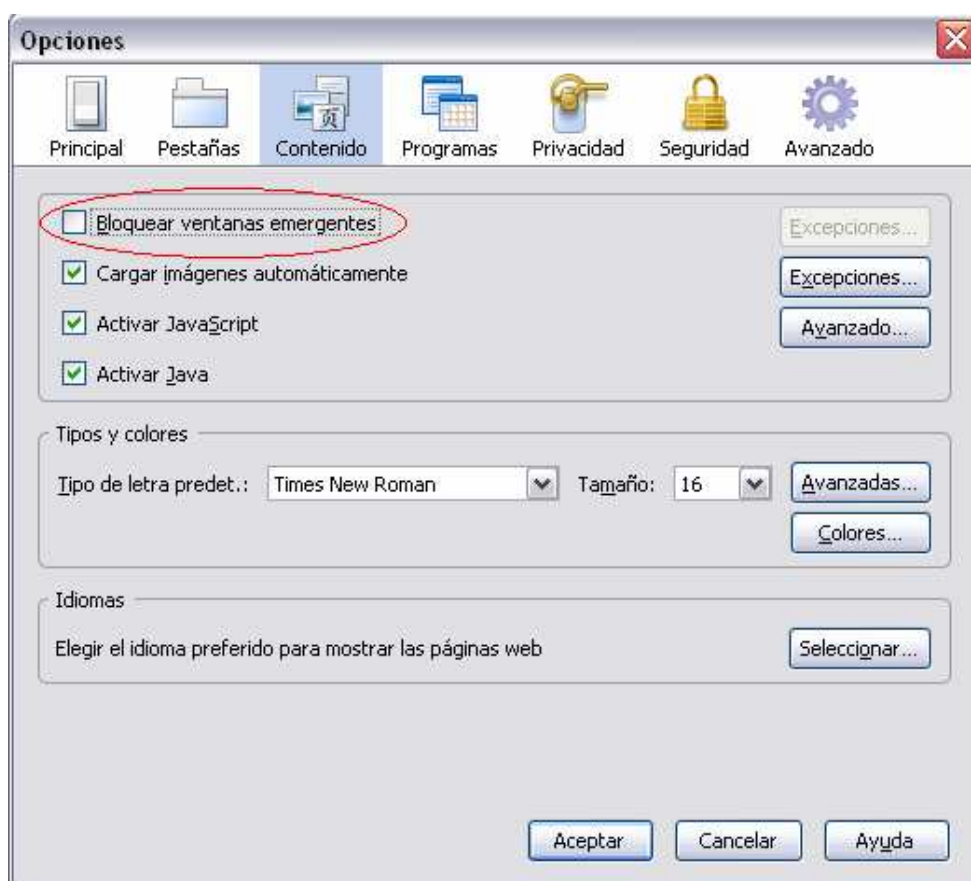 Opciones
Principal Pestañas Contenido Programas Privacidad Seguridad Avanzado
Bloquear ventanas emergentes Excepciones...
Cargar imágenes automáticamente Excepciones...
Activar JavaScript Avanzado...
Activar Java
Tipos y colores
Tipo de letra predet.: Times New Roman Tamaño: 16 Avanzadas...
Colores...
Idiomas
Elegir el idioma preferido para mostrar las páginas web Seleccionar...
Aceptar Cancelar Ayuda